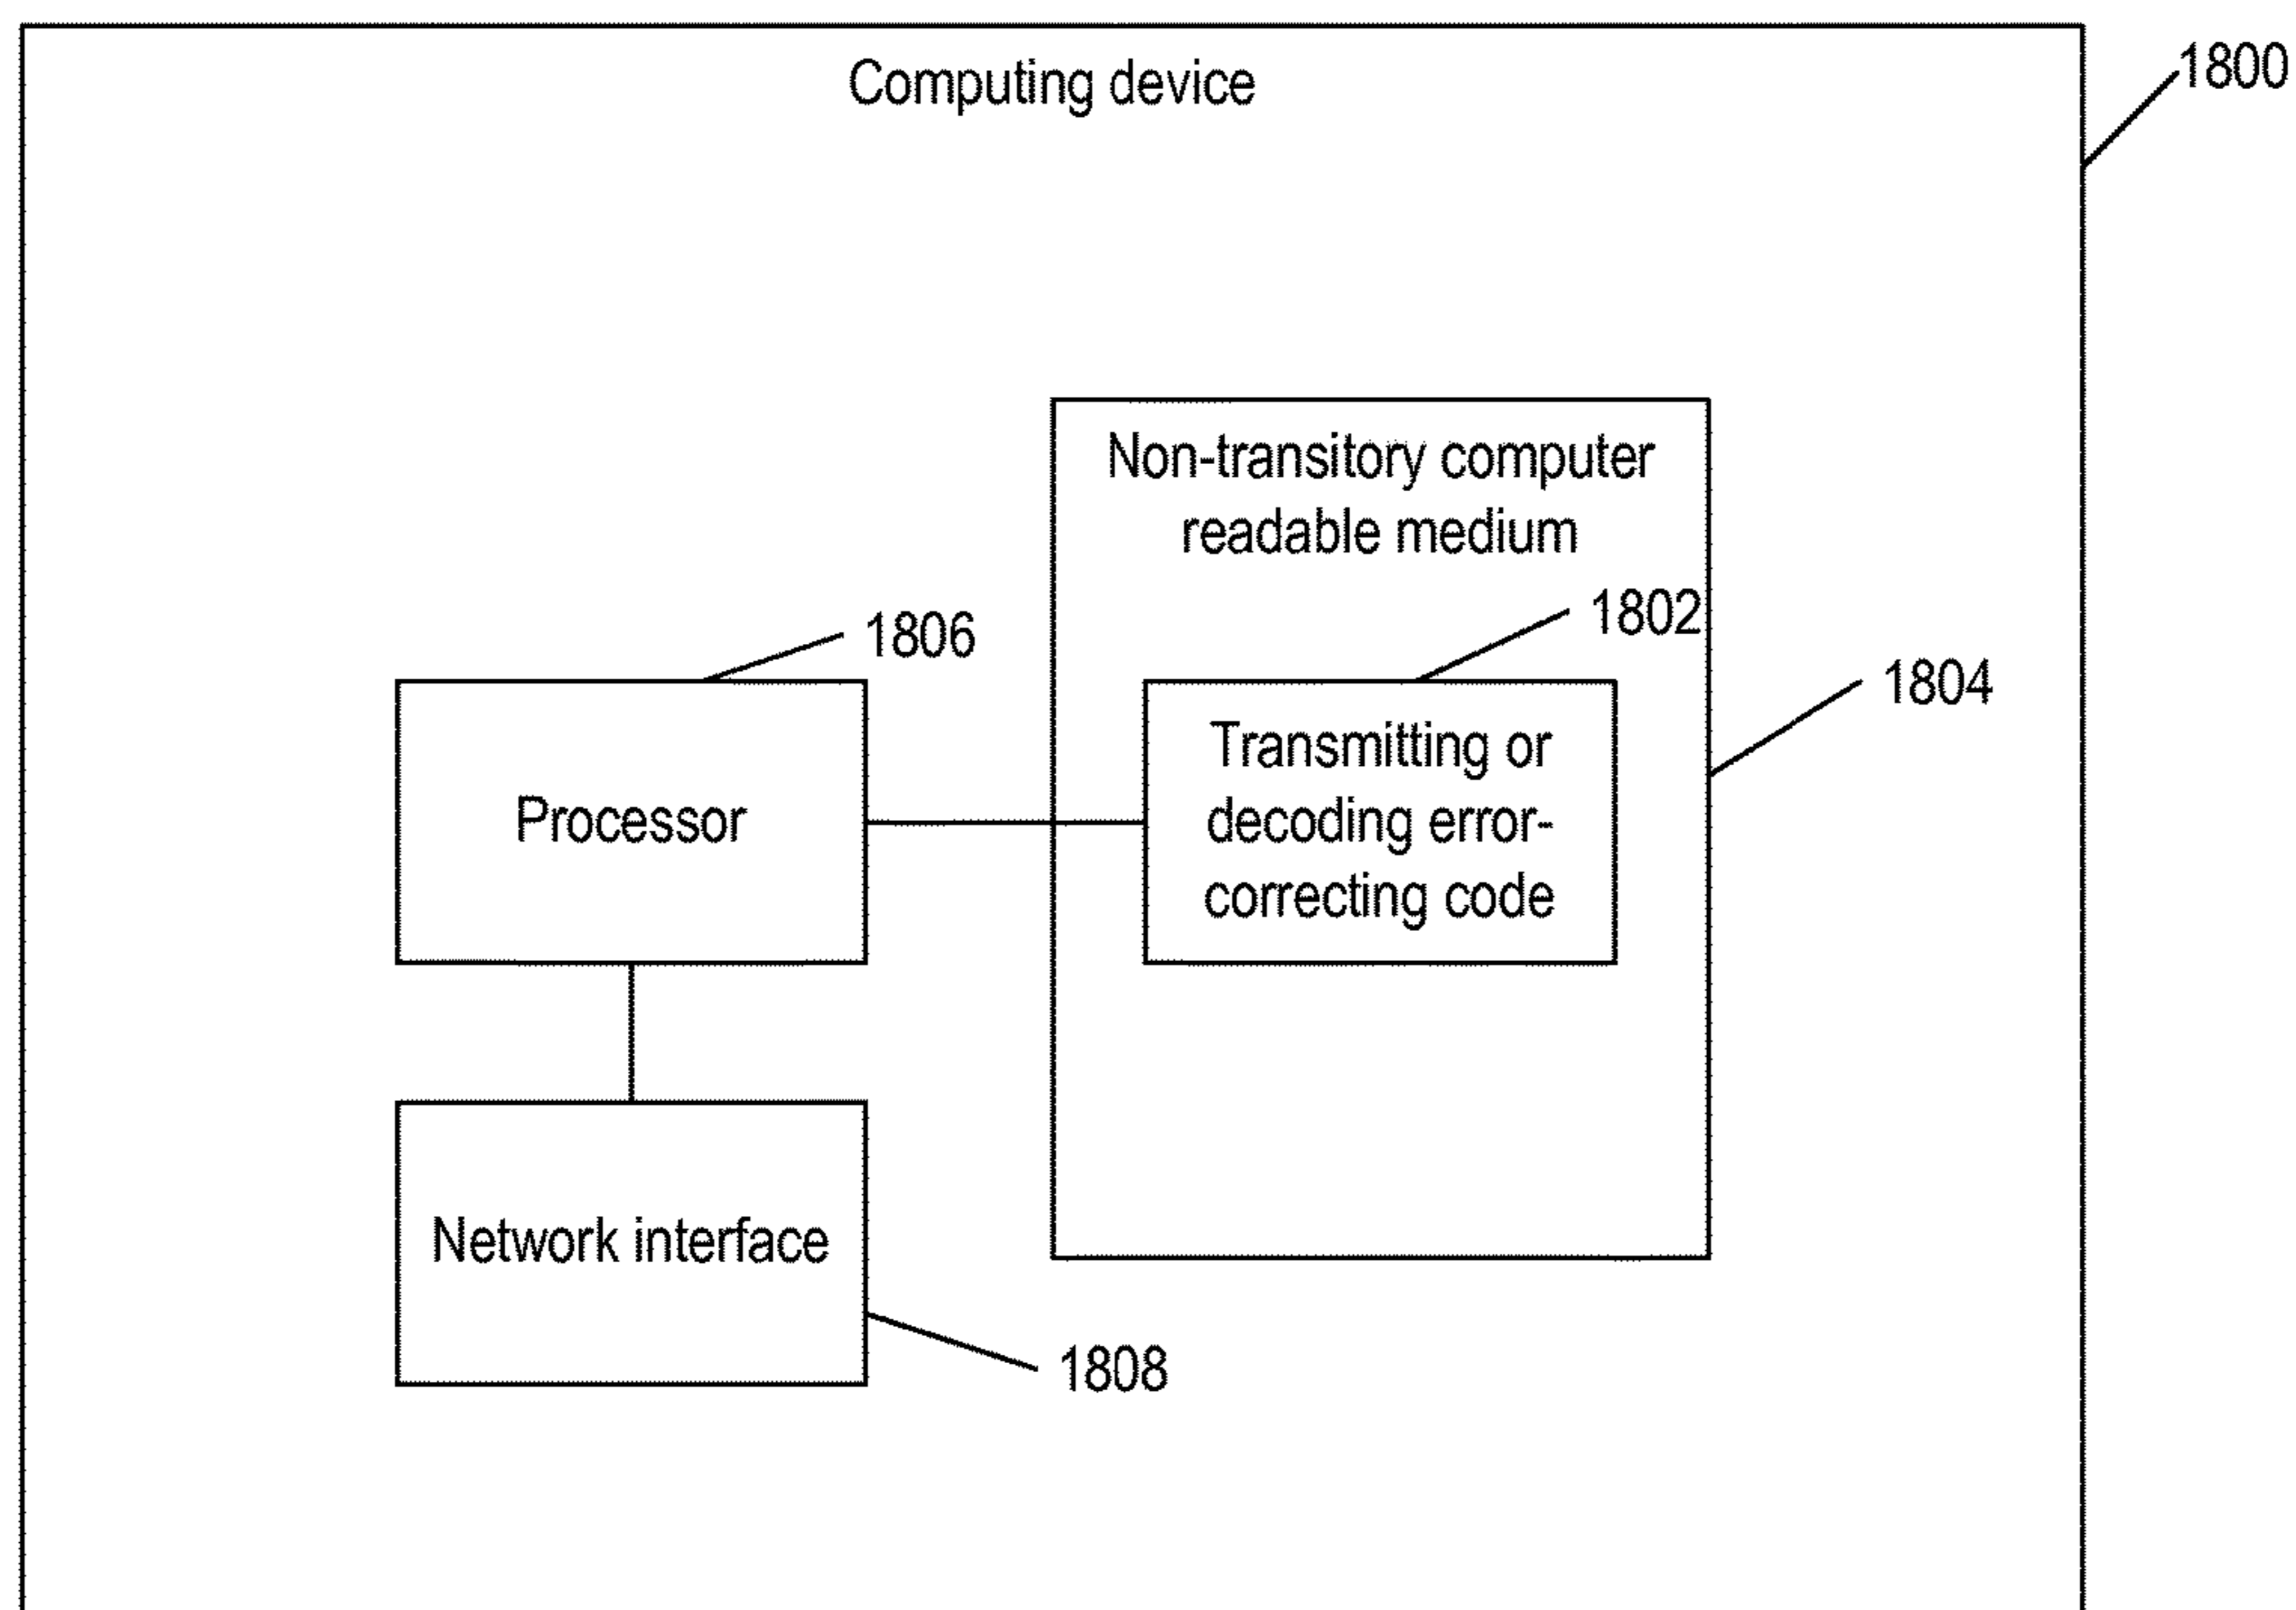 Computing device
1800
Non-transitory computer
readable medium
1802
1806
1804
Transmitting or
decoding error-
correcting code
Processor
Network interface
1808